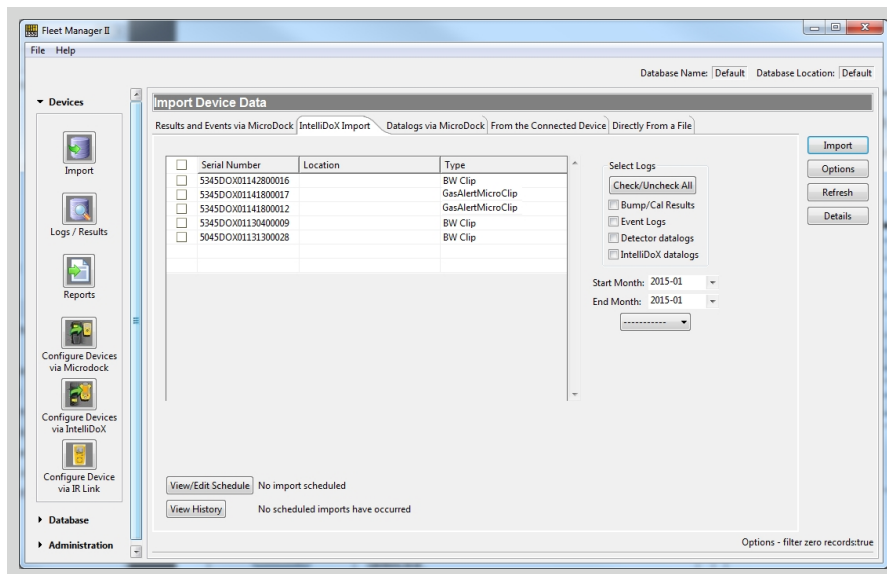 Fleet Manager II
File Help
Database Name: Default Database Location: Default
Devices
Import
Logs / Results
Reports
Configure Devices
via Microdock
Configure Devices
via IntelliDoX
Configure Device
via IR Link
Database
Administration
Import Device Data
Results and Events via MicroDock IntelliDoX Import Datalogs via MicroDock From the Connected Device Directly From a File
Serial Number Location Type
5345DOX01142800016 BW Clip
5345DOX01141800017 GasAlertMicroClip
5345DOX01141800012 GasAlertMicroClip
5345DOX01130400009 BW Clip
5045DOX01131300028 BW Clip
Select Logs
Check/Uncheck All
Bump/Cal Results
Event Logs
Detector datalogs
IntelliDoX datalogs
Start Month: 2015-01
End Month: 2015-01
-----------
Import
Options
Refresh
Details
View/Edit Schedule No import scheduled
View History No scheduled imports have occurred
Options - filter zero records:true